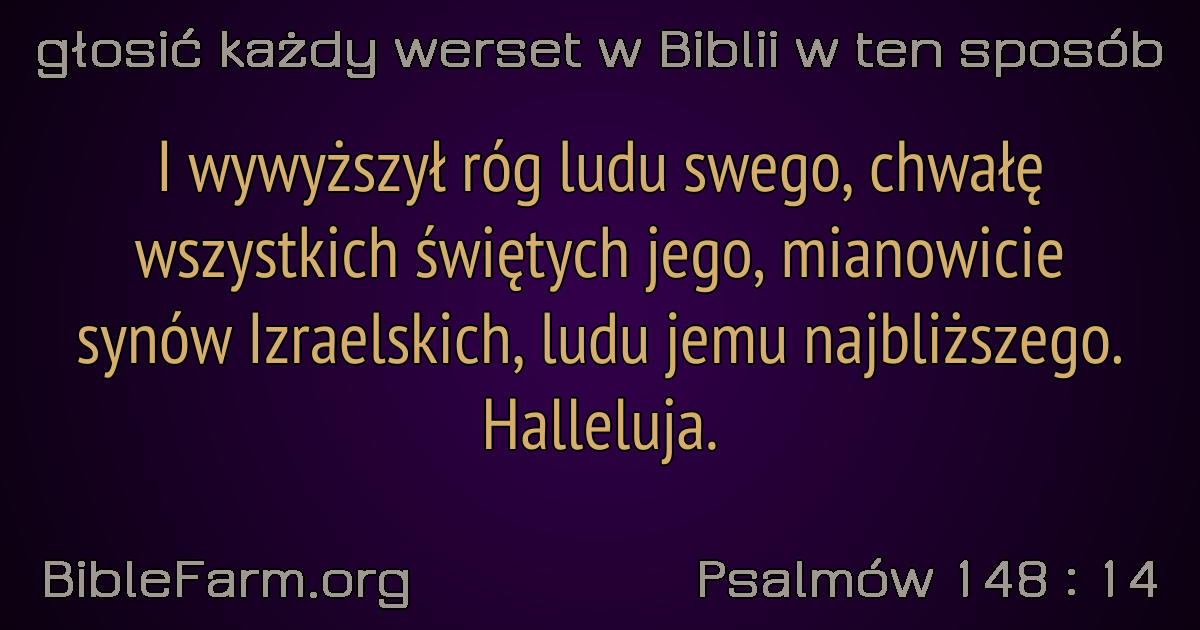 głosić każdy werset w Biblii w ten sposób
I wywyższył róg ludu swego, chwałę
wszystkich świętych jego, mianowicie
synów Izraelskich, ludu jemu najbliższego.
Halleluja.
BibleFarm.org
Psalmów 148 : 14